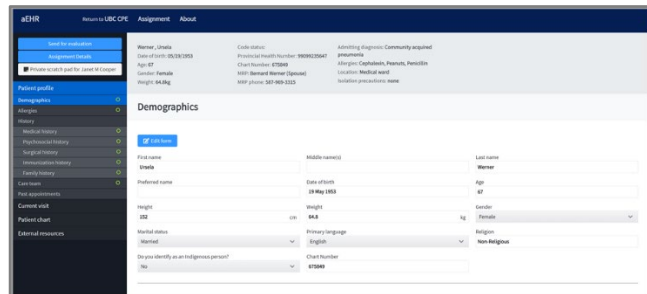 aEHR Return to UBC CPE Assignment About
Send for evaluation
Assignment Details
Private scratch pad for Janet M Cooper
Patient profile
Demographics
Allergies
History
Medical history
Psychosocial history
Surgical history
Immunization history
Family history
Care team
Past appointments
Current visit
Patient chart
External resources
Werner , Ursela
Date of birth: 05/19/1953
Age: 67
Gender: Female
Weight: 84.8kg
Code status:
Provincial Health Number: 99099235647
Chart Number: 875849
MRP: Bernard Werner (Spouse)
MRP phone: 587-969-1515
Admitting diagnosis: Community acquired
pneumonia
Allergies: Cephalexin, Peanuts, Penicillin
Location: Medical ward
Isolation precautions: none
Demographics
Edit form
First name Middle name(s) Last name
Ursela Werner
Preferred name Date of birth Age
19 May 1953 67
Height Weight Gender
152 cm 84.8 kg Female
Marital status Primary language Religion
Married English Non-Religious
Do you identify as an Indigenous person? Chart Number
No 875849